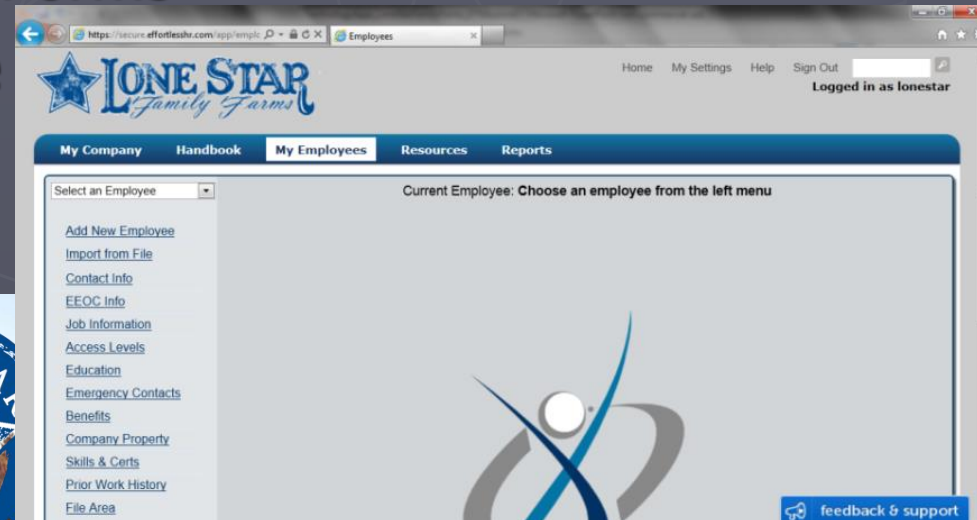 https://secure.effortlesshr.com/app/emplo
Employees
LONE STAR
Family Farms
Home My Settings Help Sign Out
Logged in as lonestar
My Company Handbook My Employees Resources Reports
Select an Employee
Current Employee: Choose an employee from the left menu
Add New Employee
Import from File
Contact Info
EEOC Info
Job Information
Access Levels
Education
Emergency Contacts
Benefits
Company Property
Skills & Certs
Prior Work History
File Area
feedback & support